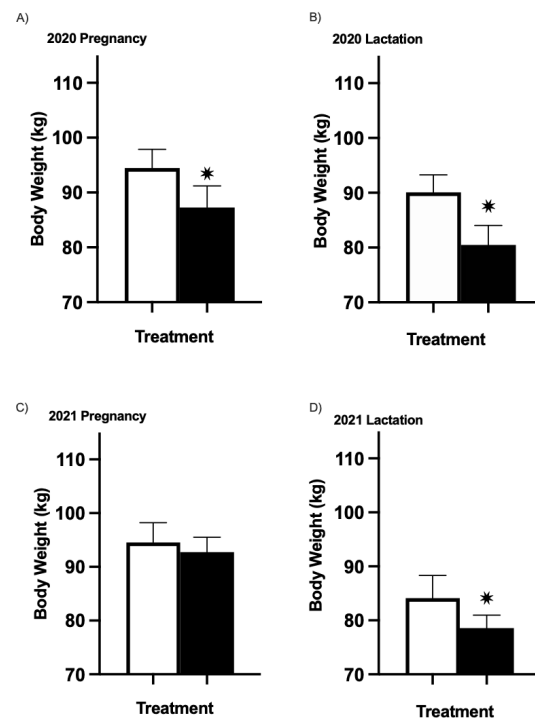 A)
2020 Pregnancy
Body Weight (kg)
110
100
90
80
70
✷
Treatment
B)
2020 Lactation
Body Weight (kg)
110
100
90
80
70
✷
Treatment
C)
2021 Pregnancy
Body Weight (kg)
110
100
90
80
70
Treatment
D)
2021 Lactation
Body Weight (kg)
110
100
90
80
70
✷
Treatment